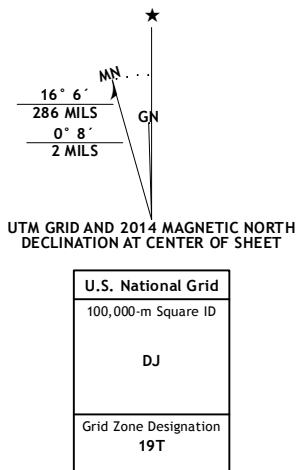 ★
MN
GN
16° 6´
286 MILS
0° 8´
2 MILS
UTM GRID AND 2014 MAGNETIC NORTH
DECLINATION AT CENTER OF SHEET
U.S. National Grid
100,000-m Square ID
DJ
Grid Zone Designation
19T